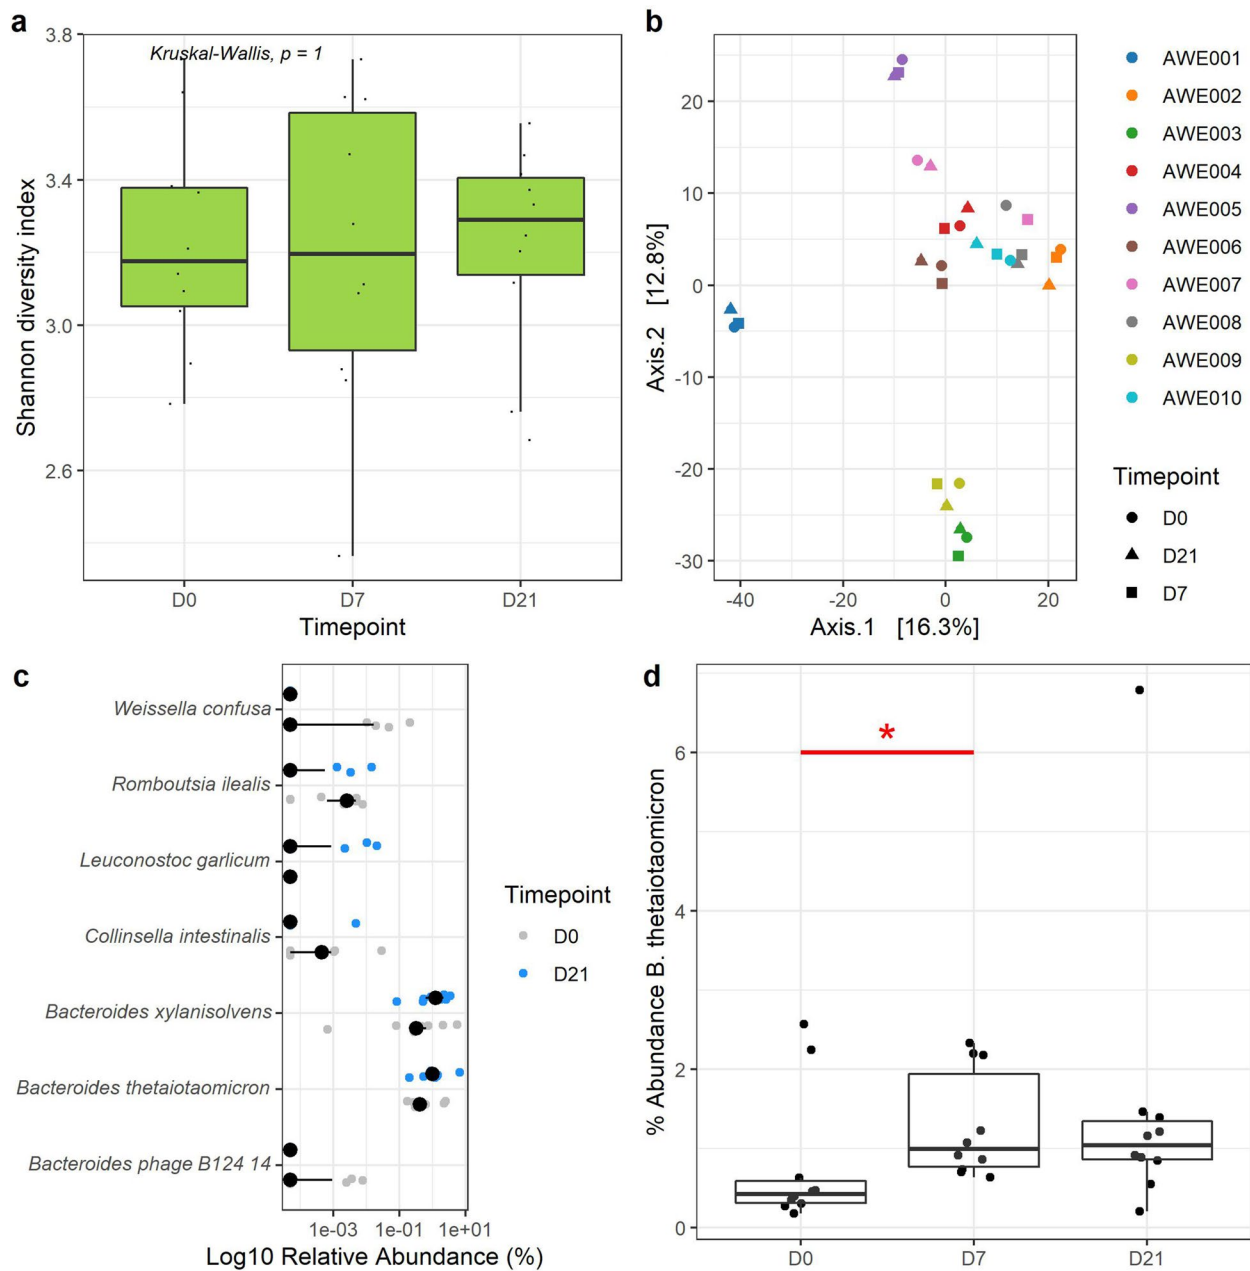 a
Kruskal-Wallis, p = 1
3.8
3.4
3.0
2.6
Shannon diversity index
D0
D7
D21
Timepoint
b
20
10
0
-10
-20
-30
Axis.2 [12.8%]
-40
-20
0
20
Axis.1 [16.3%]
AWE001
AWE002
AWE003
AWE004
AWE005
AWE006
AWE007
AWE008
AWE009
AWE010
Timepoint
D0
D21
D7
c
Weissella confusa
Romboutsia ilealis
Leuconostoc garlicum
Collinsella intestinalis
Bacteroides xylanisolvens
Bacteroides thetaiotaomicron
Bacteroides phage B124 14
1e-03
1e-01
1e+01
Log10 Relative Abundance (%)
Timepoint
D0
D21
d
*
6
4
2
0
% Abundance B. thetaiotaomicron
D0
D7
D21